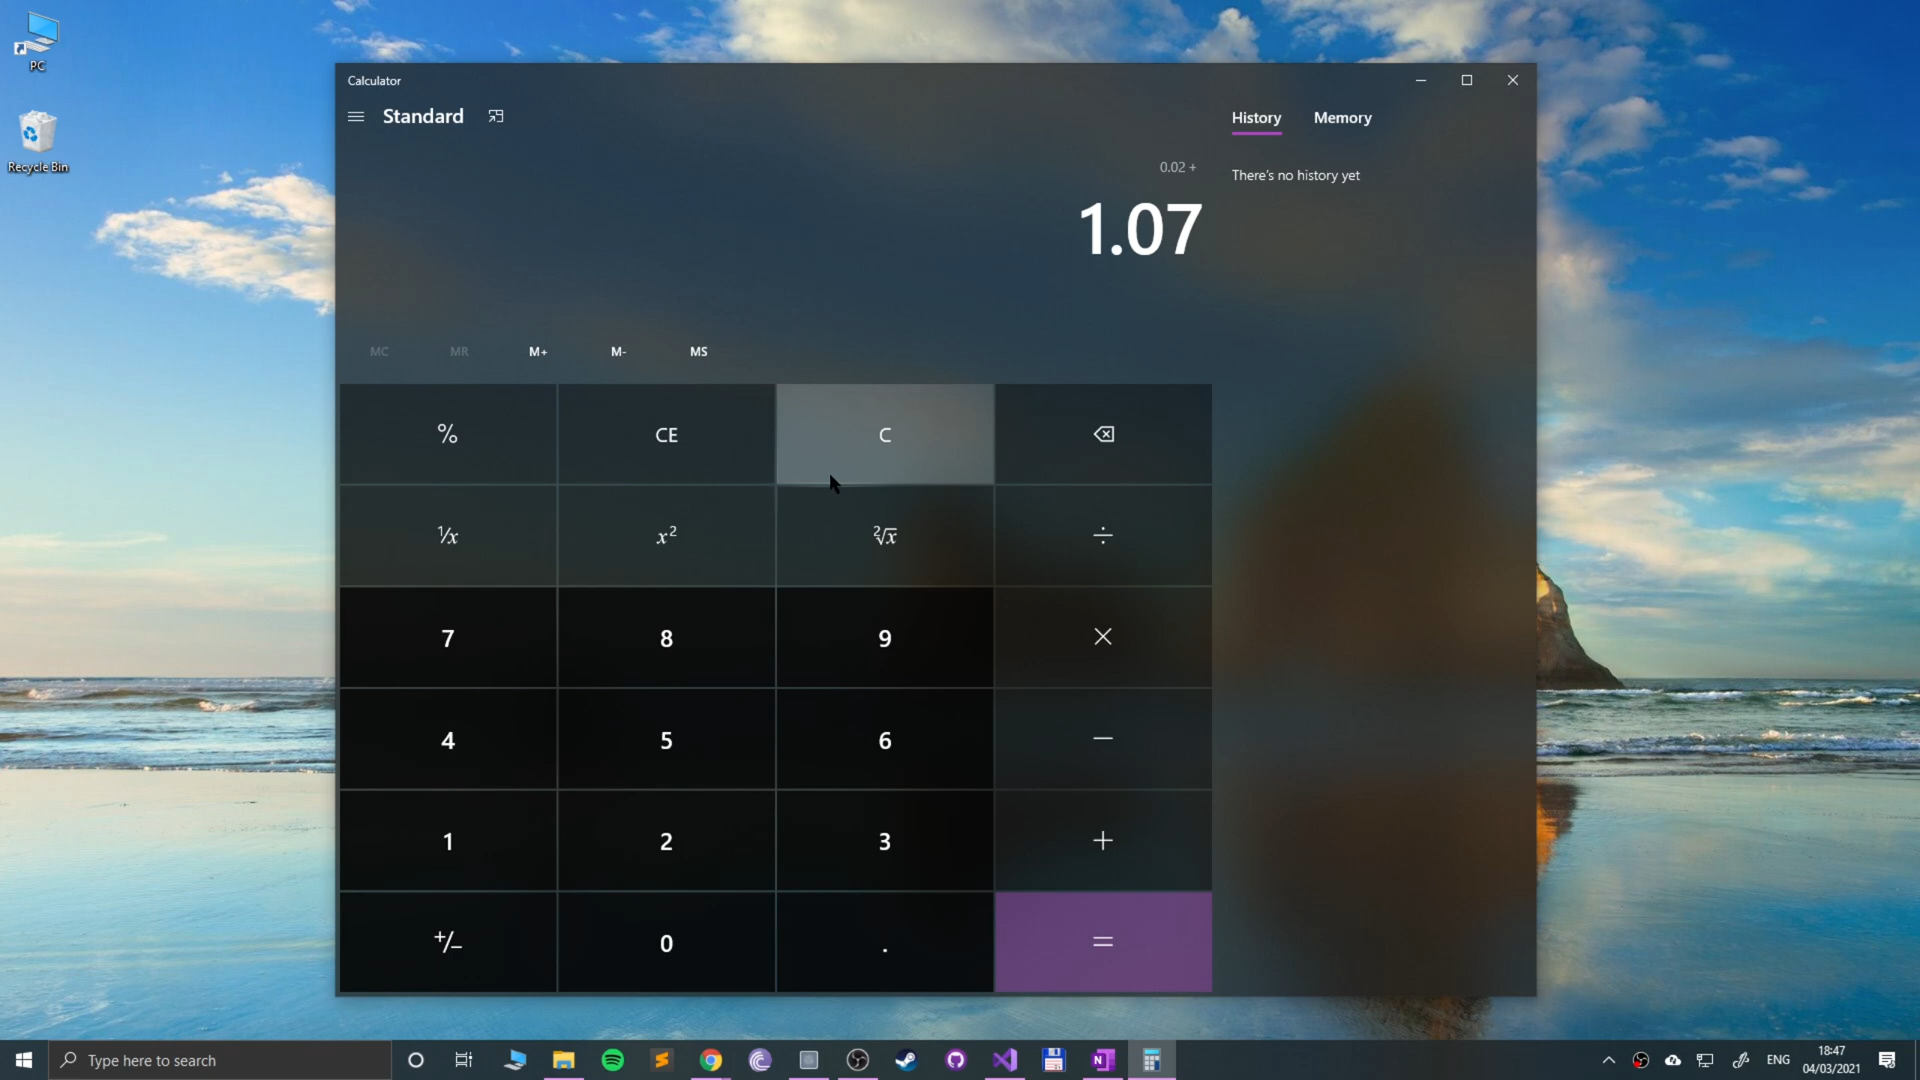 PC
Recycle Bin
Calculator
Standard
History
Memory
0.02 +
There's no history yet
1.07
MC MR M+ M- MS
% CE C
⅟x x² ²√x ÷
7 8 9 ×
4 5 6 −
1 2 3 +
+/− 0 . =
Type here to search
ENG
18:47
04/03/2021